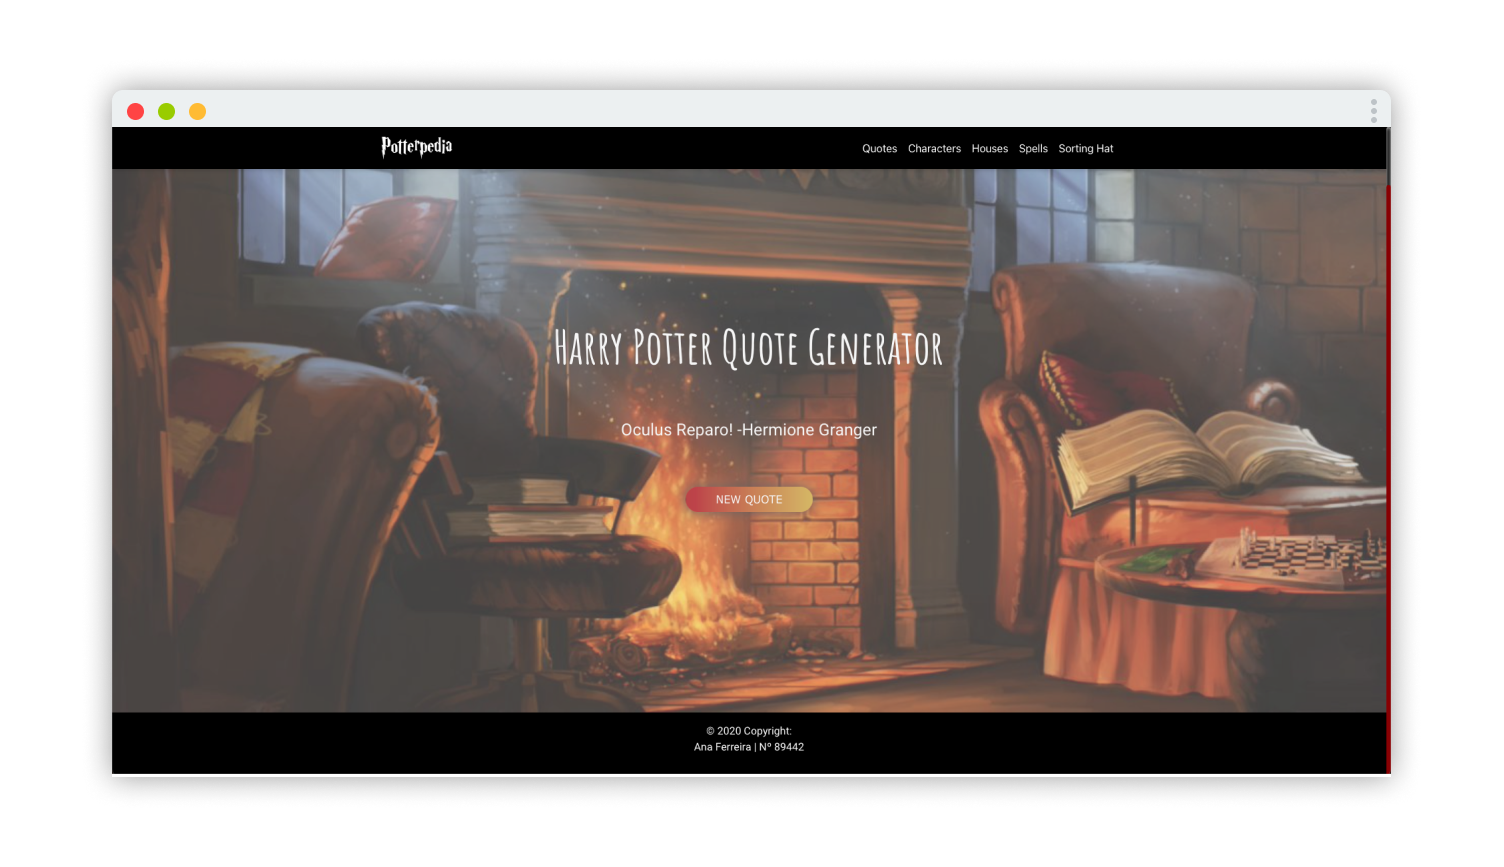 Potterpedia
Quotes Characters Houses Spells Sorting Hat
Harry Potter Quote Generator
Oculus Reparo! -Hermione Granger
NEW QUOTE
© 2020 Copyright:
Ana Ferreira | Nº 89442